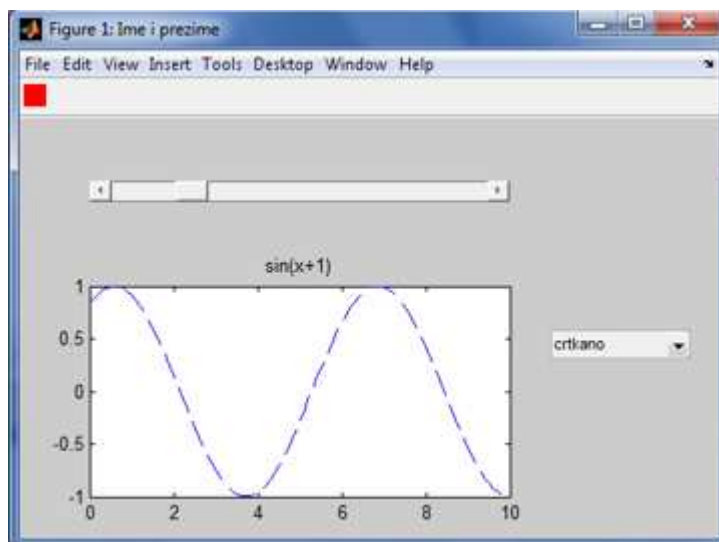 Figure 1: Ime i prezime
File Edit View Insert Tools Desktop Window Help
sin(x+1)
1
0.5
0
-0.5
-1
0 2 4 6 8 10
crtkano